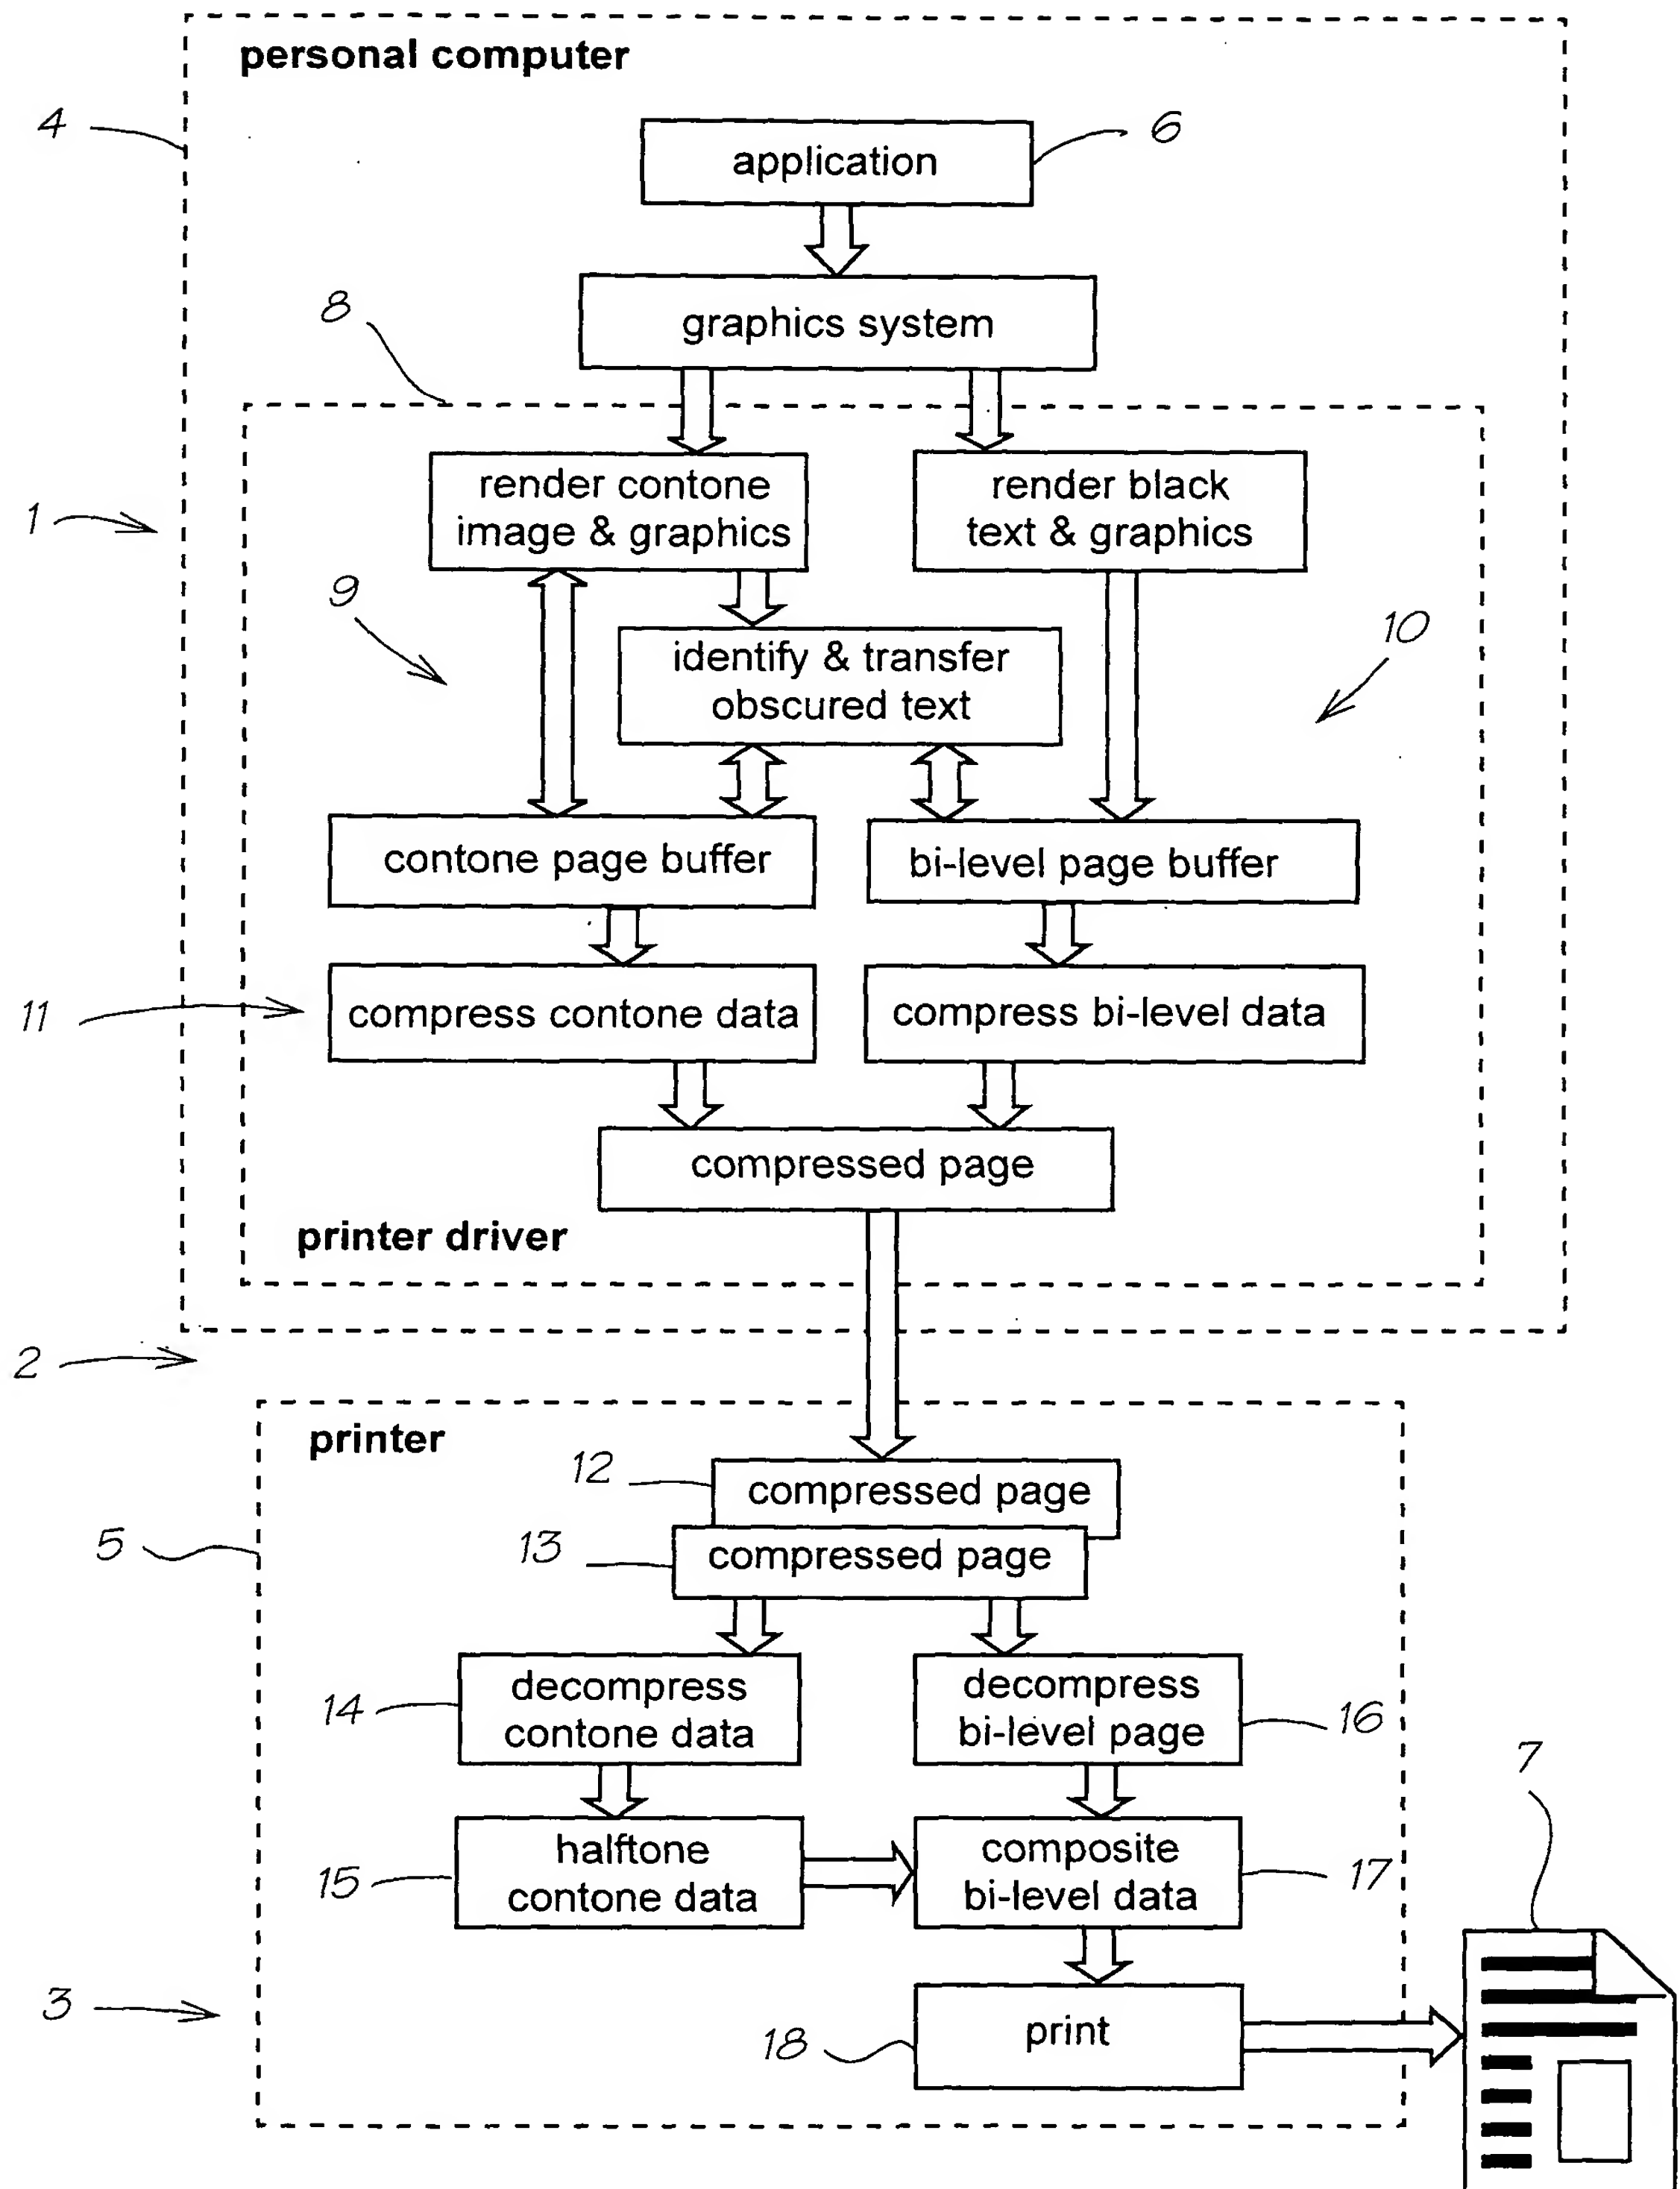 personal computer
4
6
application
8
graphics system
1
render contone
image & graphics
render black
text & graphics
9
10
identify & transfer
obscured text
contone page buffer
bi-level page buffer
11
compress contone data
compress bi-level data
compressed page
printer driver
2
printer
12
compressed page
13
compressed page
5
14
decompress
contone data
decompress
bi-level page
16
7
15
halftone
contone data
composite
bi-level data
17
3
18
print